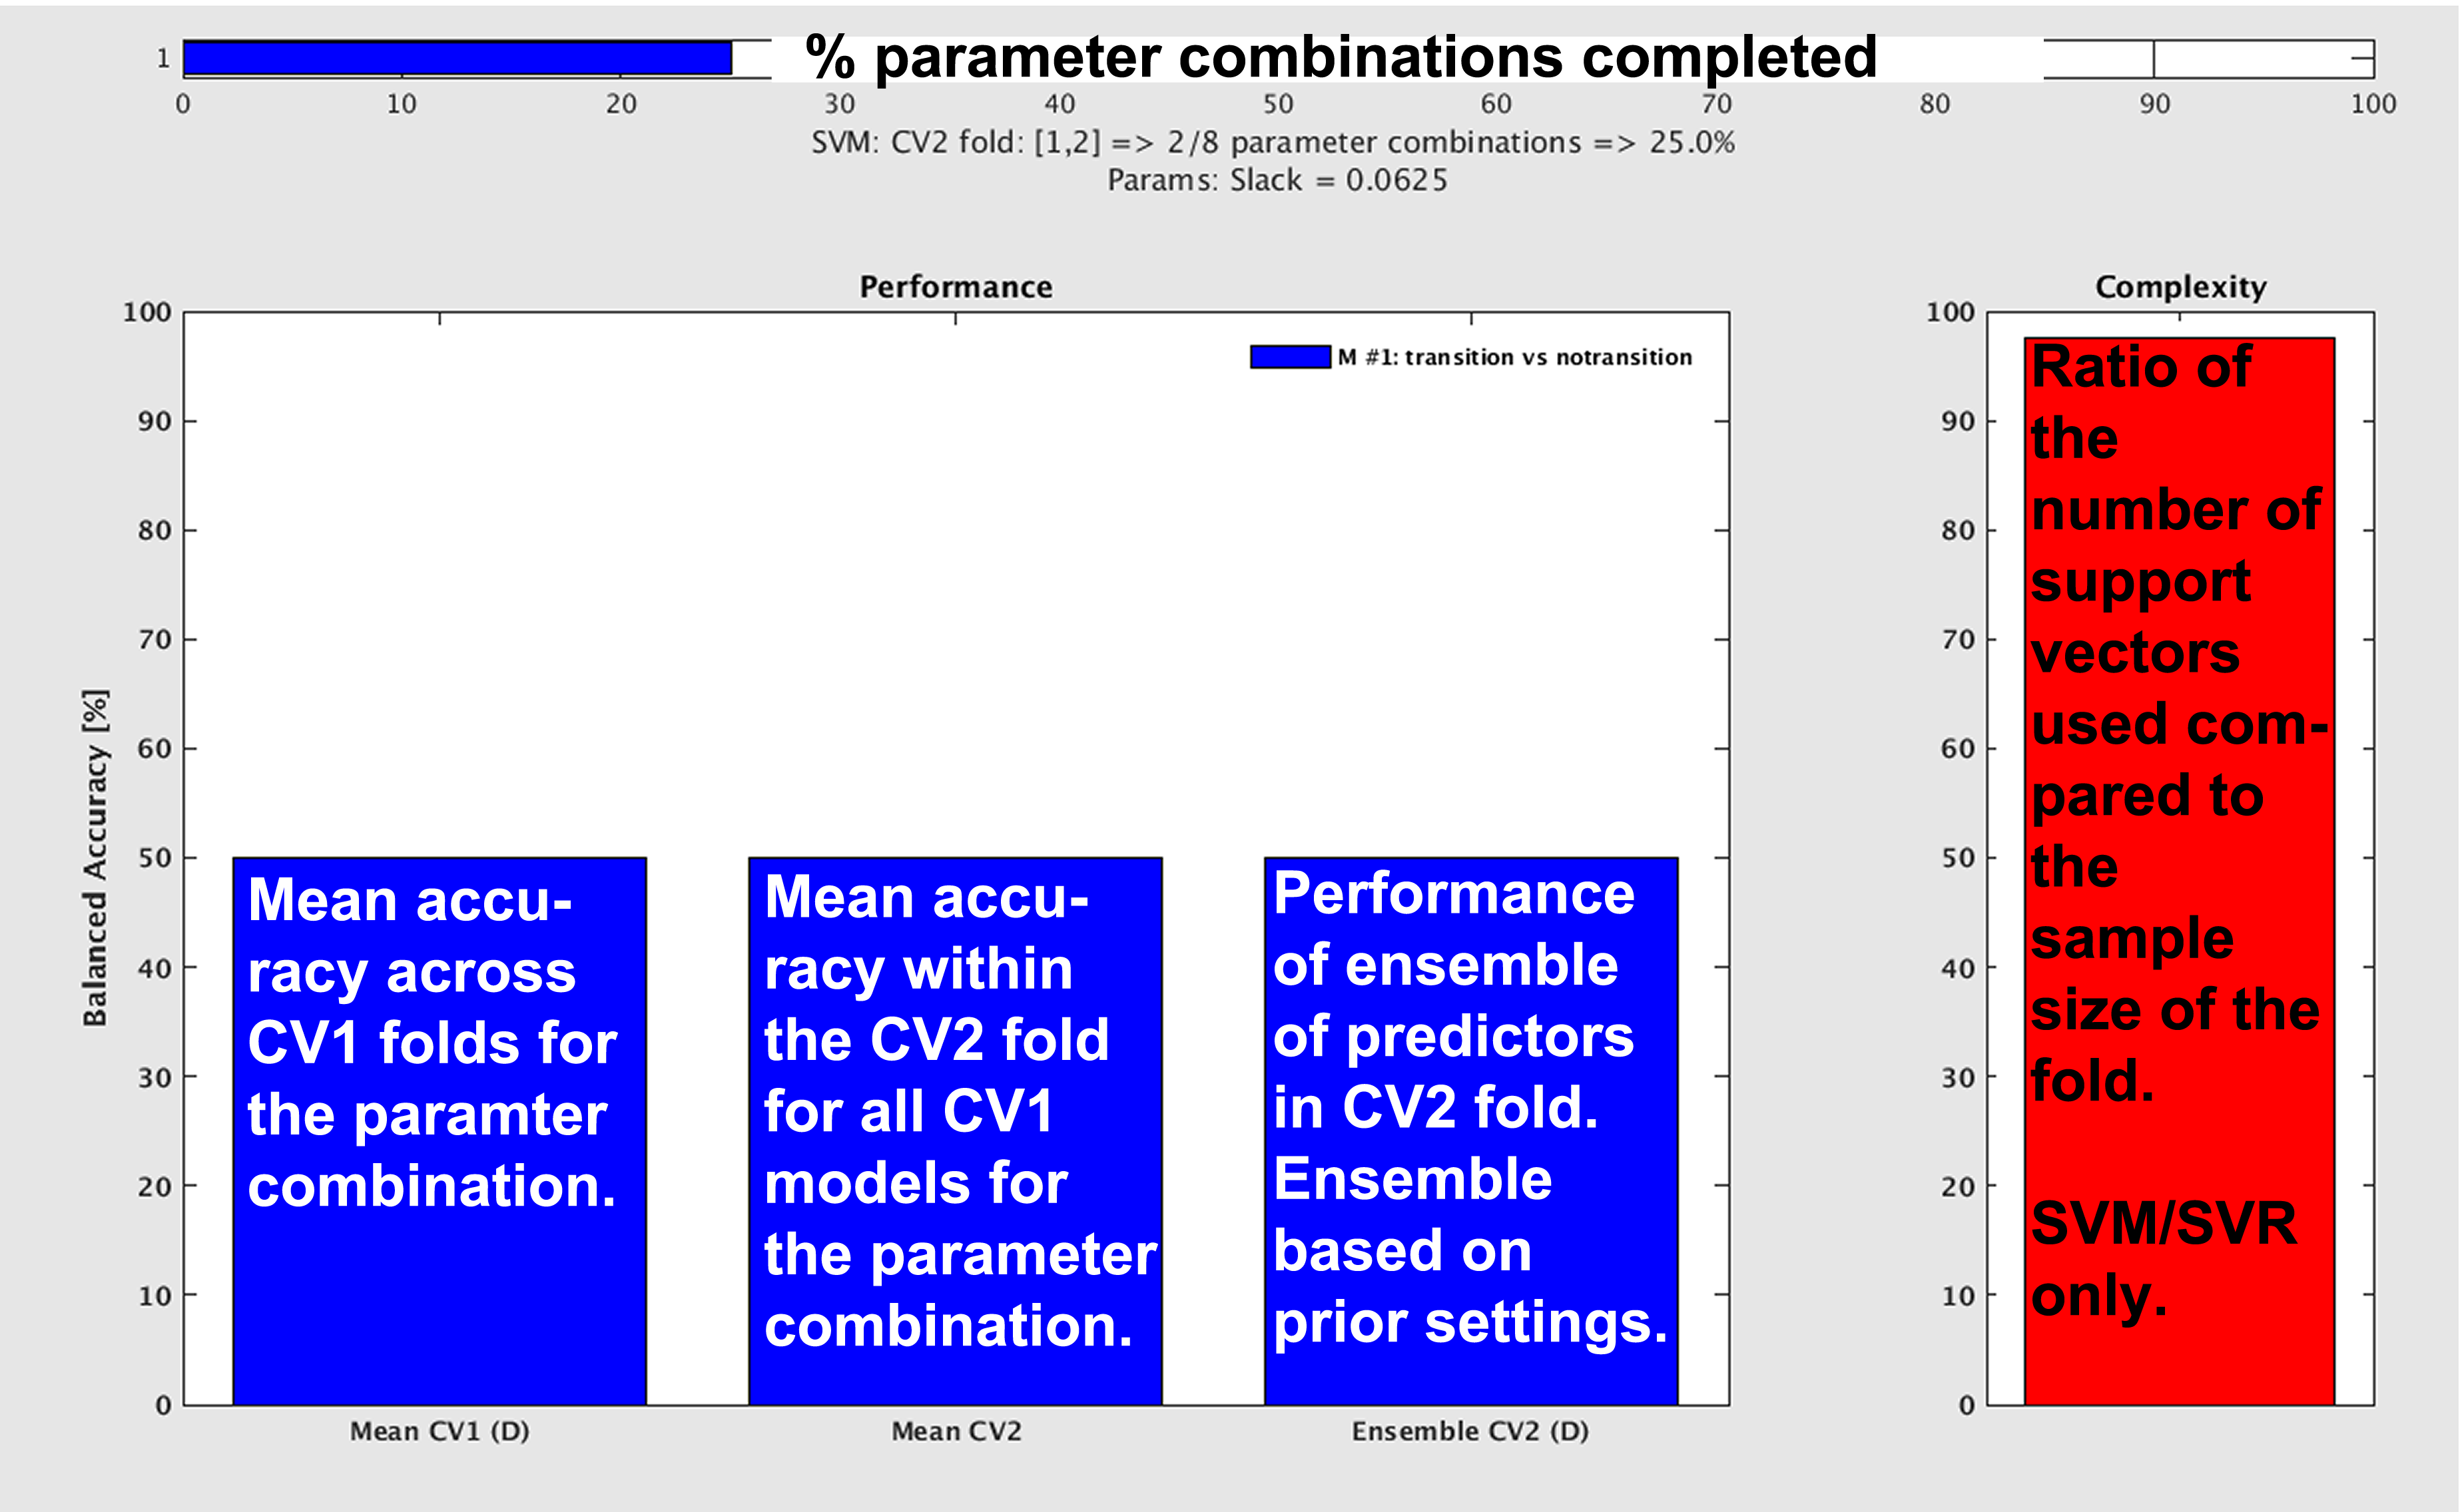 % parameter combinations completed
1
0 10 20 30 40 50 60 70 80 90 100
SVM: CV2 fold: [1,2] => 2/8 parameter combinations => 25.0%
Params: Slack = 0.0625
Performance
100
90
80
70
60
50
40
30
20
10
0
Balanced Accuracy [%]
M #1: transition vs notransition
Mean accu-
racy across
CV1 folds for
the paramter
combination.
Mean accu-
racy within
the CV2 fold
for all CV1
models for
the parameter
combination.
Performance
of ensemble
of predictors
in CV2 fold.
Ensemble
based on
prior settings.
Mean CV1 (D)
Mean CV2
Ensemble CV2 (D)
Complexity
100
90
80
70
60
50
40
30
20
10
0
Ratio of
the
number of
support
vectors
used com-
pared to
the
sample
size of the
fold.
SVM/SVR
only.